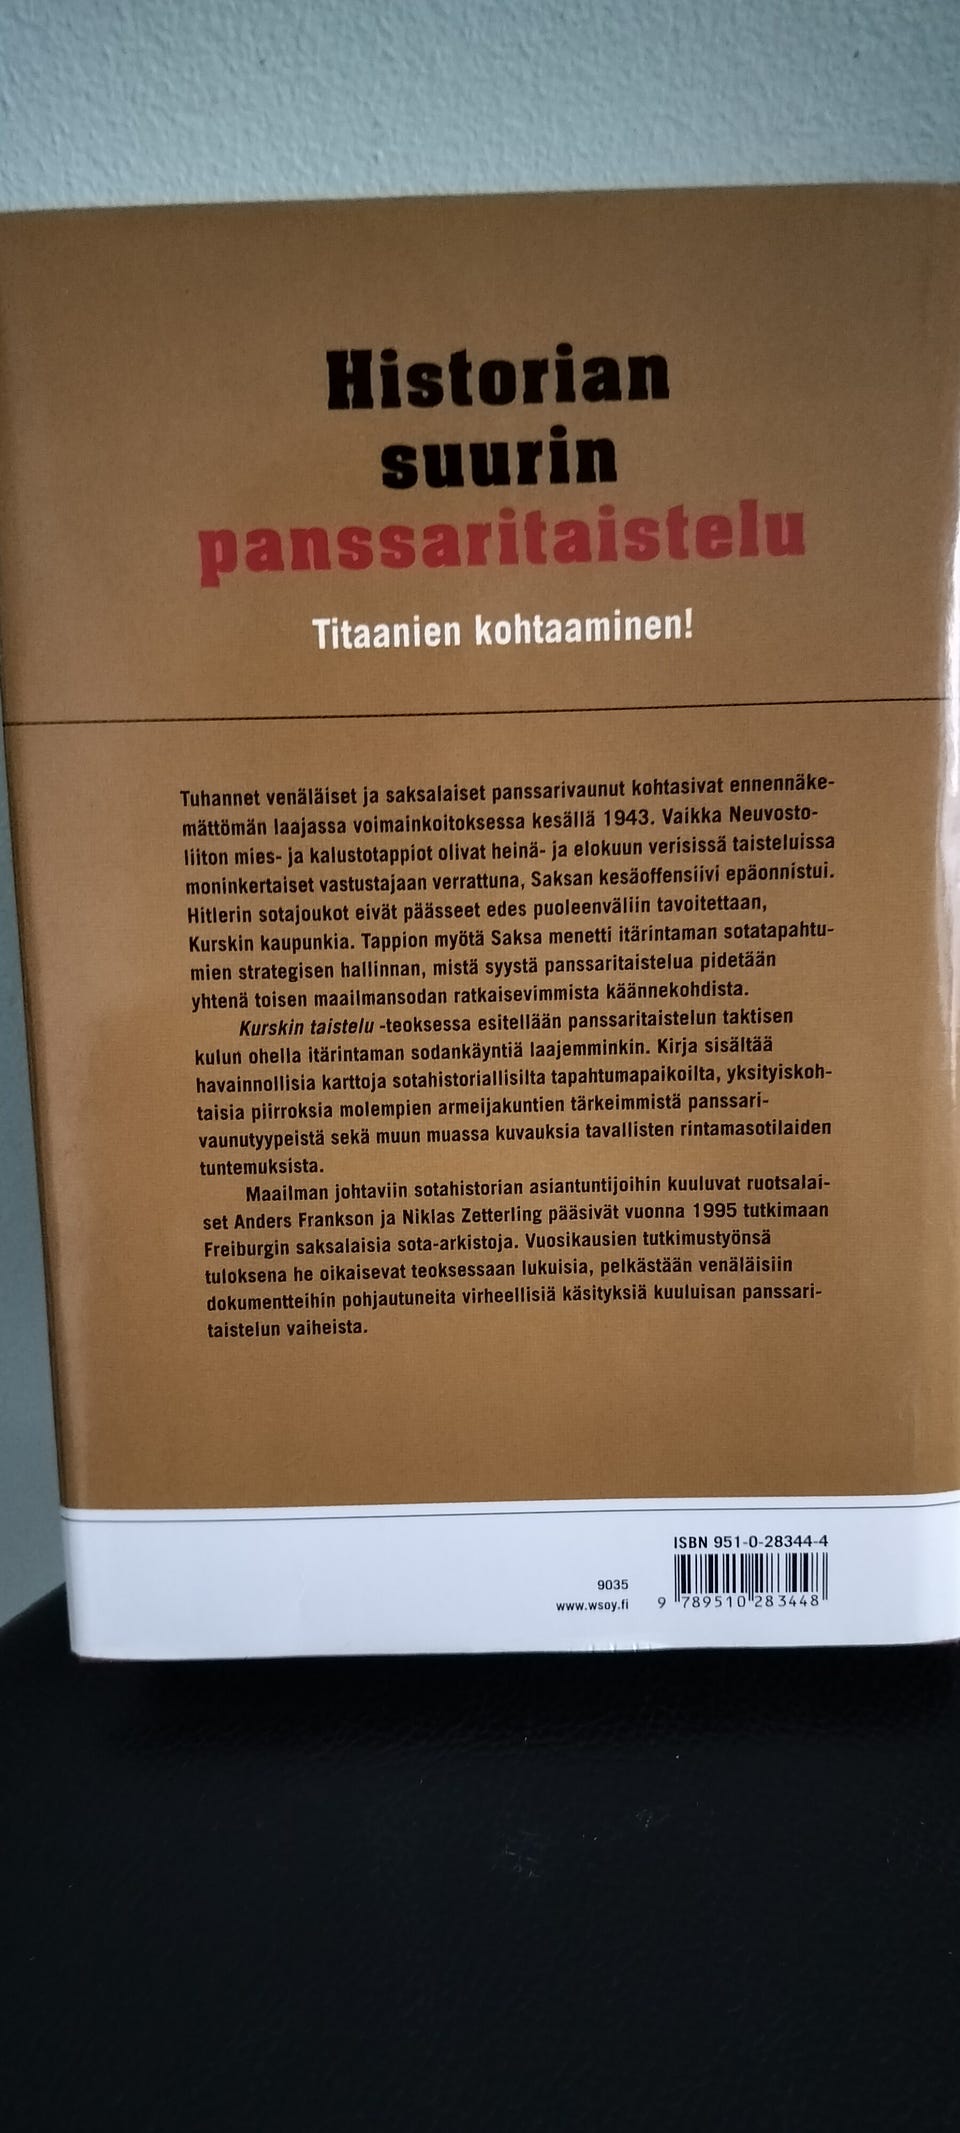 Historian
suurin
panssaritaistelu
Titaanien kohtaaminen!
Tuhannet venäläiset ja saksalaiset panssarivaunut kohtasivat ennennäke-
mättömän laajassa voimainkoitoksessa kesällä 1943. Vaikka Neuvosto-
liiton mies- ja kalustotappiot olivat heinä- ja elokuun verisissä taisteluissa
moninkertaiset vastustajaan verrattuna, Saksan kesäoffensiivi epäonnistui.
Hitlerin sotajoukot eivät päässeet edes puoleenväliin tavoitettaan,
Kurskin kaupunkia. Tappion myötä Saksa menetti itärintaman sotatapahtu-
mien strategisen hallinnan, mistä syystä panssaritaistelua pidetään
yhtenä toisen maailmansodan ratkaisevimmista käännekohdista.
Kurskin taistelu -teoksessa esitellään panssaritaistelun taktisen
kulun ohella itärintaman sodankäyntiä laajemminkin. Kirja sisältää
havainnollisia karttoja sotahistoriallisilta tapahtumapaikoilta, yksityiskoh-
taisia piirroksia molempien armeijakuntien tärkeimmistä panssari-
vaunutyypeistä sekä muun muassa kuvauksia tavallisten rintamasotilaiden
tuntemuksista.
Maailman johtaviin sotahistorian asiantuntijoihin kuuluvat ruotsalai-
set Anders Frankson ja Niklas Zetterling pääsivät vuonna 1995 tutkimaan
Freiburgin saksalaisia sota-arkistoja. Vuosikausien tutkimustyönsä
tuloksena he oikaisevat teoksessaan lukuisia, pelkästään venäläisiin
dokumentteihin pohjautuneita virheellisiä käsityksiä kuuluisan panssari-
taistelun vaiheista.
ISBN 951-0-28344-4
9035
www.wsoy.fi
9 789510 283448